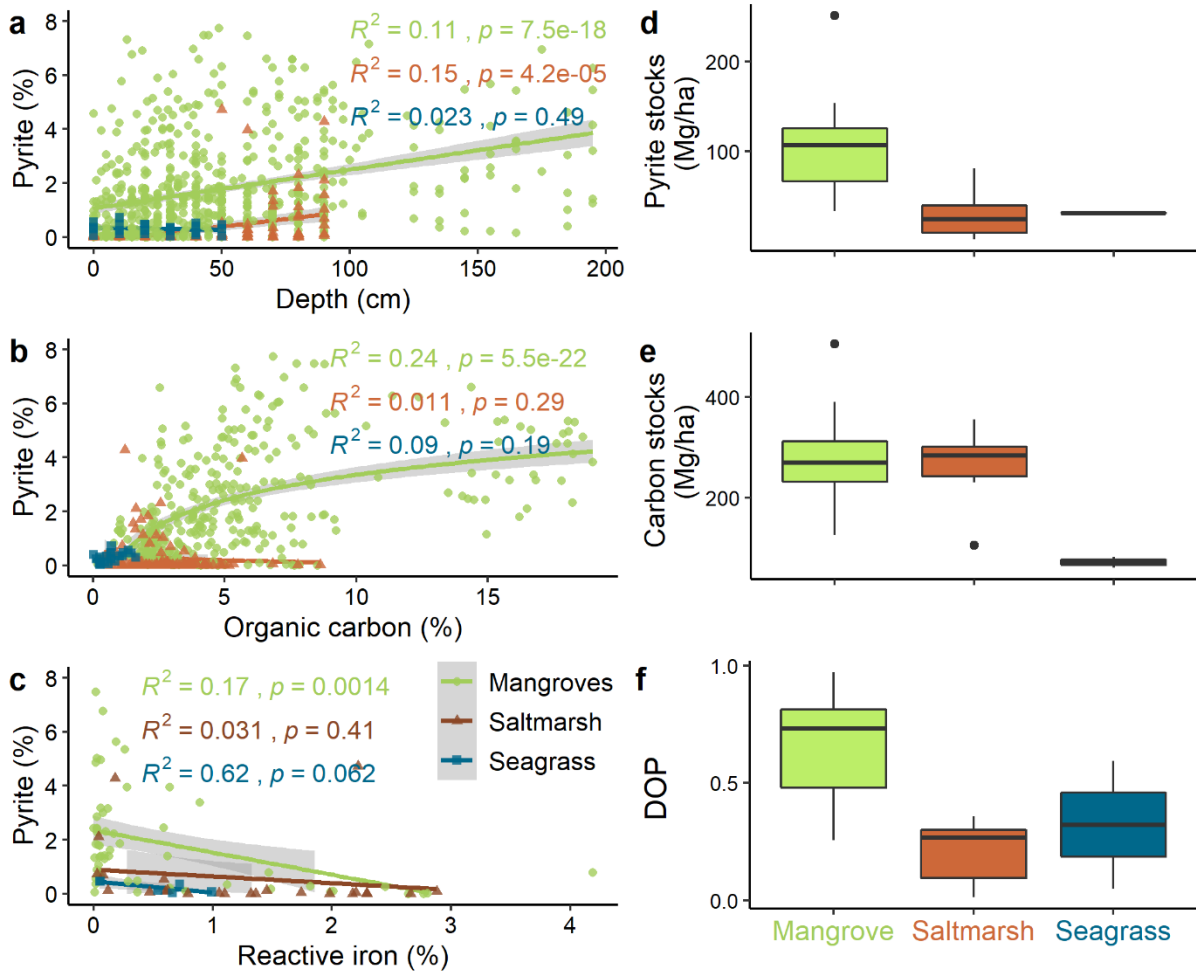 a
Pyrite (%)
8
6
4
2
0
R² = 0.11 , p = 7.5e-18
R² = 0.15 , p = 4.2e-05
R² = 0.023 , p = 0.49
0 50 100 150 200
Depth (cm)
b
Pyrite (%)
8
6
4
2
0
R² = 0.24 , p = 5.5e-22
R² = 0.011 , p = 0.29
R² = 0.09 , p = 0.19
0 5 10 15
Organic carbon (%)
c
Pyrite (%)
8
6
4
2
0
R² = 0.17 , p = 0.0014
R² = 0.031 , p = 0.41
R² = 0.62 , p = 0.062
Mangroves
Saltmarsh
Seagrass
0 1 2 3 4
Reactive iron (%)
d
Pyrite stocks
(Mg/ha)
200
100
e
Carbon stocks
(Mg/ha)
400
200
f
DOP
1.0
0.5
0.0
Mangrove Saltmarsh Seagrass